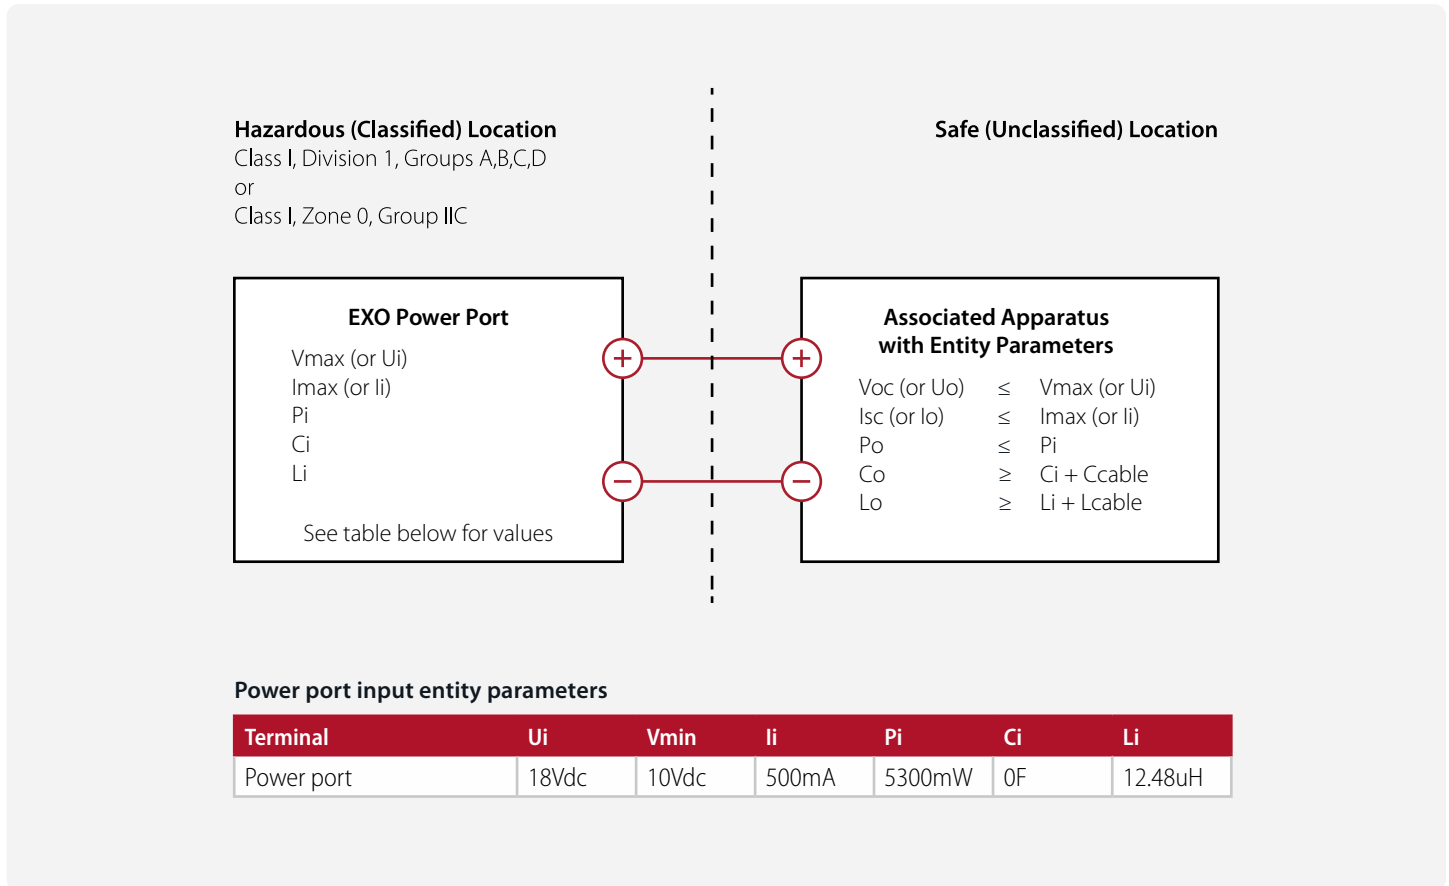 Hazardous (Classified) Location
Class I, Division 1, Groups A,B,C,D
or
Class I, Zone 0, Group IIC
Safe (Unclassified) Location
EXO Power Port
Vmax (or Ui)
Imax (or Ii)
Pi
Ci
Li
See table below for values
+
−
+
−
Associated Apparatus
with Entity Parameters
Voc (or Uo) ≤ Vmax (or Ui)
Isc (or Io) ≤ Imax (or Ii)
Po ≤ Pi
Co ≥ Ci + Ccable
Lo ≥ Li + Lcable
Power port input entity parameters
Terminal Ui Vmin Ii Pi Ci Li
Power port 18Vdc 10Vdc 500mA 5300mW 0F 12.48uH